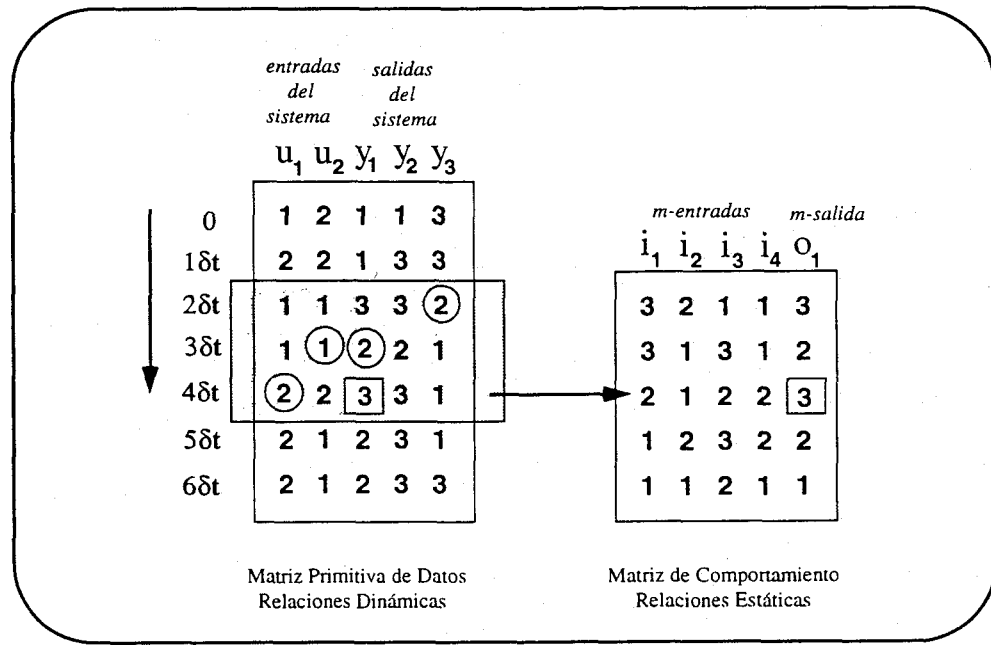 entradas salidas
del del
sistema sistema
u1 u2 y1 y2 y3
0 1 2 1 1 3
1δt 2 2 1 3 3
2δt 1 1 3 3 2
3δt 1 1 2 2 1
4δt 2 2 3 3 1
5δt 2 1 2 3 1
6δt 2 1 2 3 3
Matriz Primitiva de Datos
Relaciones Dinámicas
m-entradas m-salida
i1 i2 i3 i4 o1
3 2 1 1 3
3 1 3 1 2
2 1 2 2 3
1 2 3 2 2
1 1 2 1 1
Matriz de Comportamiento
Relaciones Estáticas